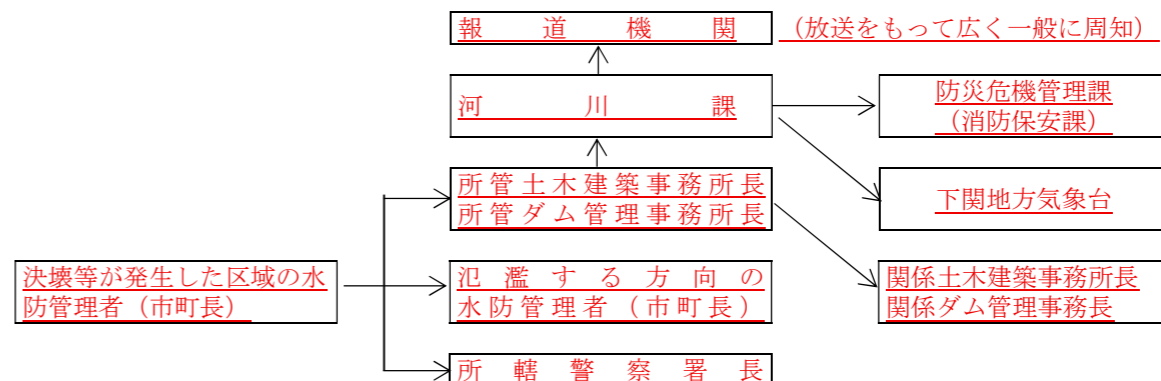 報道機関 (放送をもって広く一般に周知)
河川課
防災危機管理課
(消防保安課)
所管土木建築事務所長
所管ダム管理事務所長
下関地方気象台
決壊等が発生した区域の水
防管理者(市町長)
氾濫する方向の
水防管理者(市町長)
関係土木建築事務所長
関係ダム管理事務長
所轄警察署長